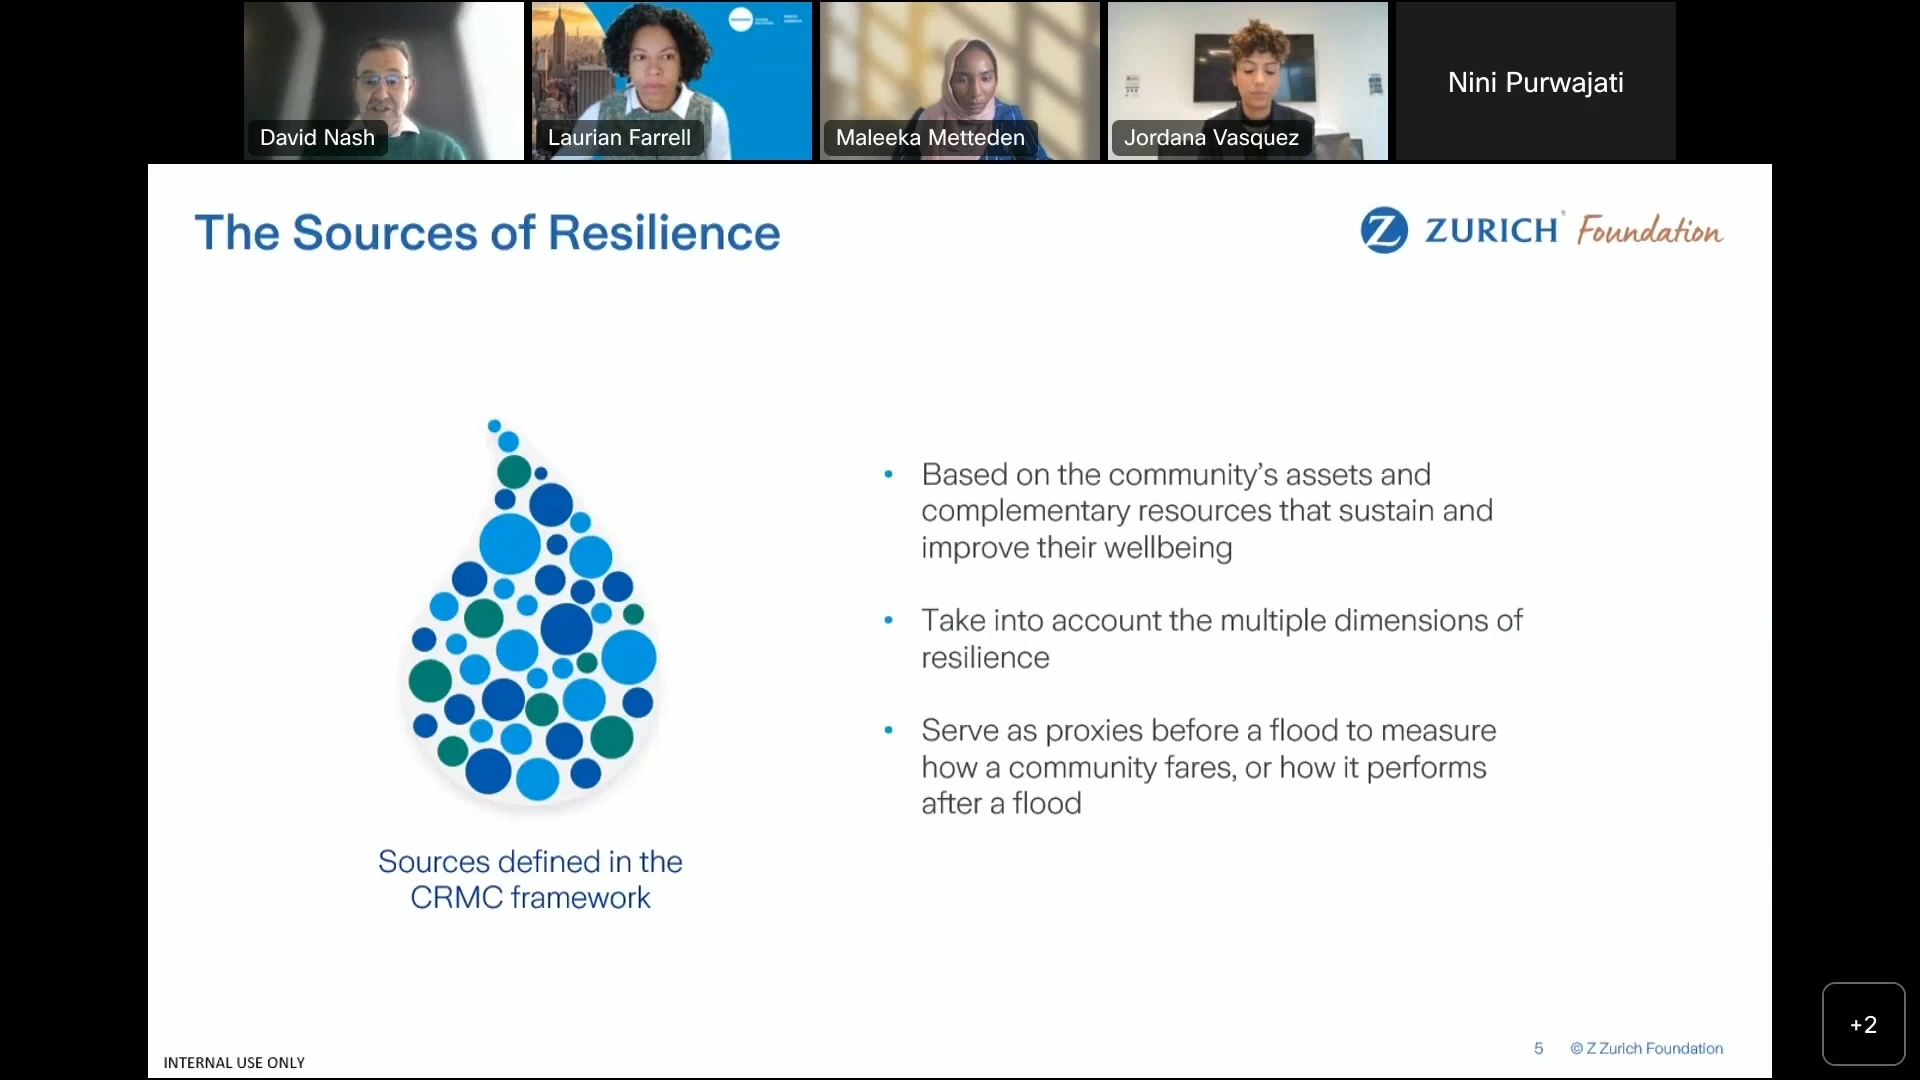 David Nash
Laurian Farrell
Maleeka Metteden
Jordana Vasquez
Nini Purwajati
The Sources of Resilience
Z ZURICH Foundation
• Based on the community’s assets and
complementary resources that sustain and
improve their wellbeing
• Take into account the multiple dimensions of
resilience
• Serve as proxies before a flood to measure
how a community fares, or how it performs
after a flood
Sources defined in the
CRMC framework
+2
5 © Z Zurich Foundation
INTERNAL USE ONLY